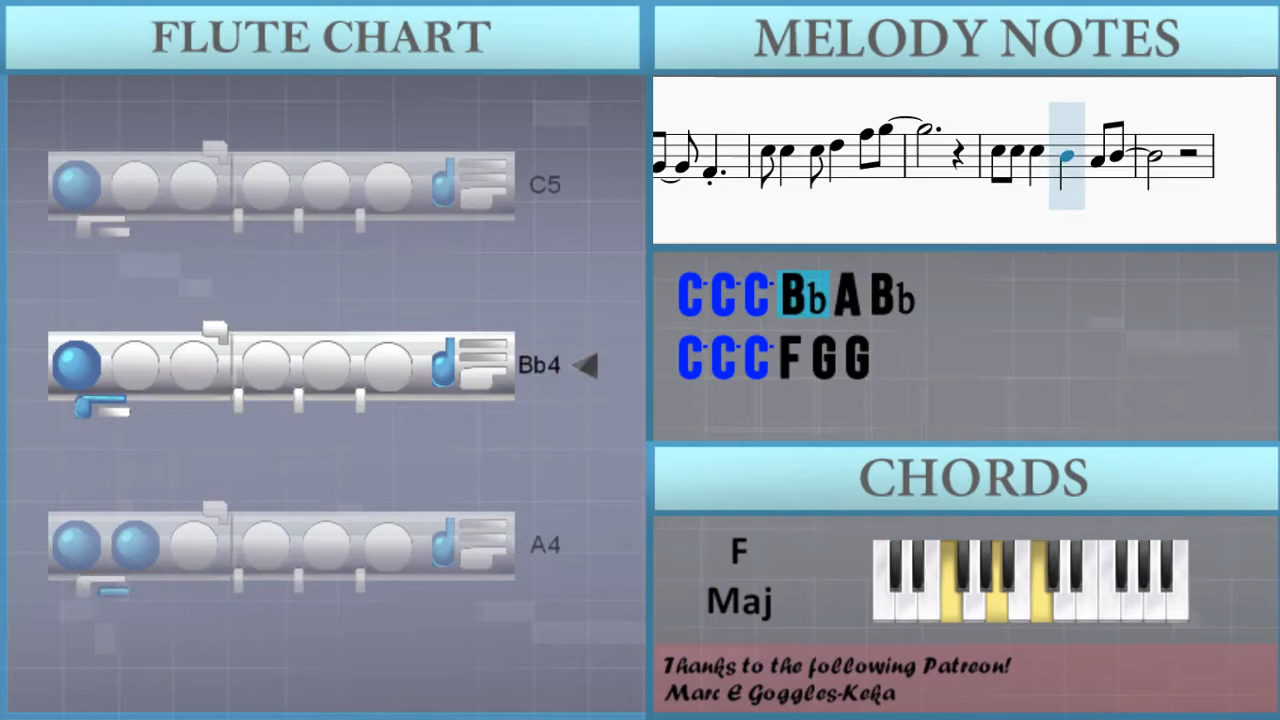 FLUTE CHART
C5
Bb4
A4
MELODY NOTES
C-C-C-Bb A Bb
C-C-C-F G G
CHORDS
F
Maj
Thanks to the following Patreon!
Marc & Goggles-Keka